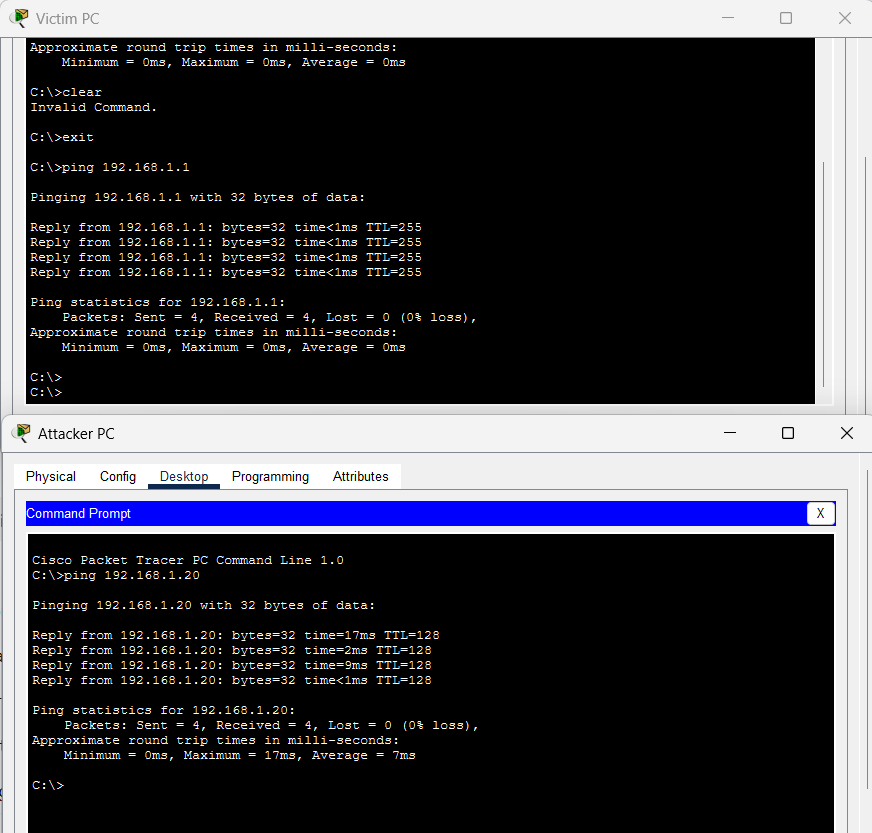 Victim PC
Approximate round trip times in milli-seconds:
    Minimum = 0ms, Maximum = 0ms, Average = 0ms
C:\>clear
Invalid Command.
C:\>exit
C:\>ping 192.168.1.1
Pinging 192.168.1.1 with 32 bytes of data:
Reply from 192.168.1.1: bytes=32 time<1ms TTL=255
Reply from 192.168.1.1: bytes=32 time<1ms TTL=255
Reply from 192.168.1.1: bytes=32 time<1ms TTL=255
Reply from 192.168.1.1: bytes=32 time<1ms TTL=255
Ping statistics for 192.168.1.1:
    Packets: Sent = 4, Received = 4, Lost = 0 (0% loss),
Approximate round trip times in milli-seconds:
    Minimum = 0ms, Maximum = 0ms, Average = 0ms
C:\>
C:\>
Attacker PC
Physical Config Desktop Programming Attributes
Command Prompt X
Cisco Packet Tracer PC Command Line 1.0
C:\>ping 192.168.1.20
Pinging 192.168.1.20 with 32 bytes of data:
Reply from 192.168.1.20: bytes=32 time=17ms TTL=128
Reply from 192.168.1.20: bytes=32 time=2ms TTL=128
Reply from 192.168.1.20: bytes=32 time=9ms TTL=128
Reply from 192.168.1.20: bytes=32 time<1ms TTL=128
Ping statistics for 192.168.1.20:
    Packets: Sent = 4, Received = 4, Lost = 0 (0% loss),
Approximate round trip times in milli-seconds:
    Minimum = 0ms, Maximum = 17ms, Average = 7ms
C:\>